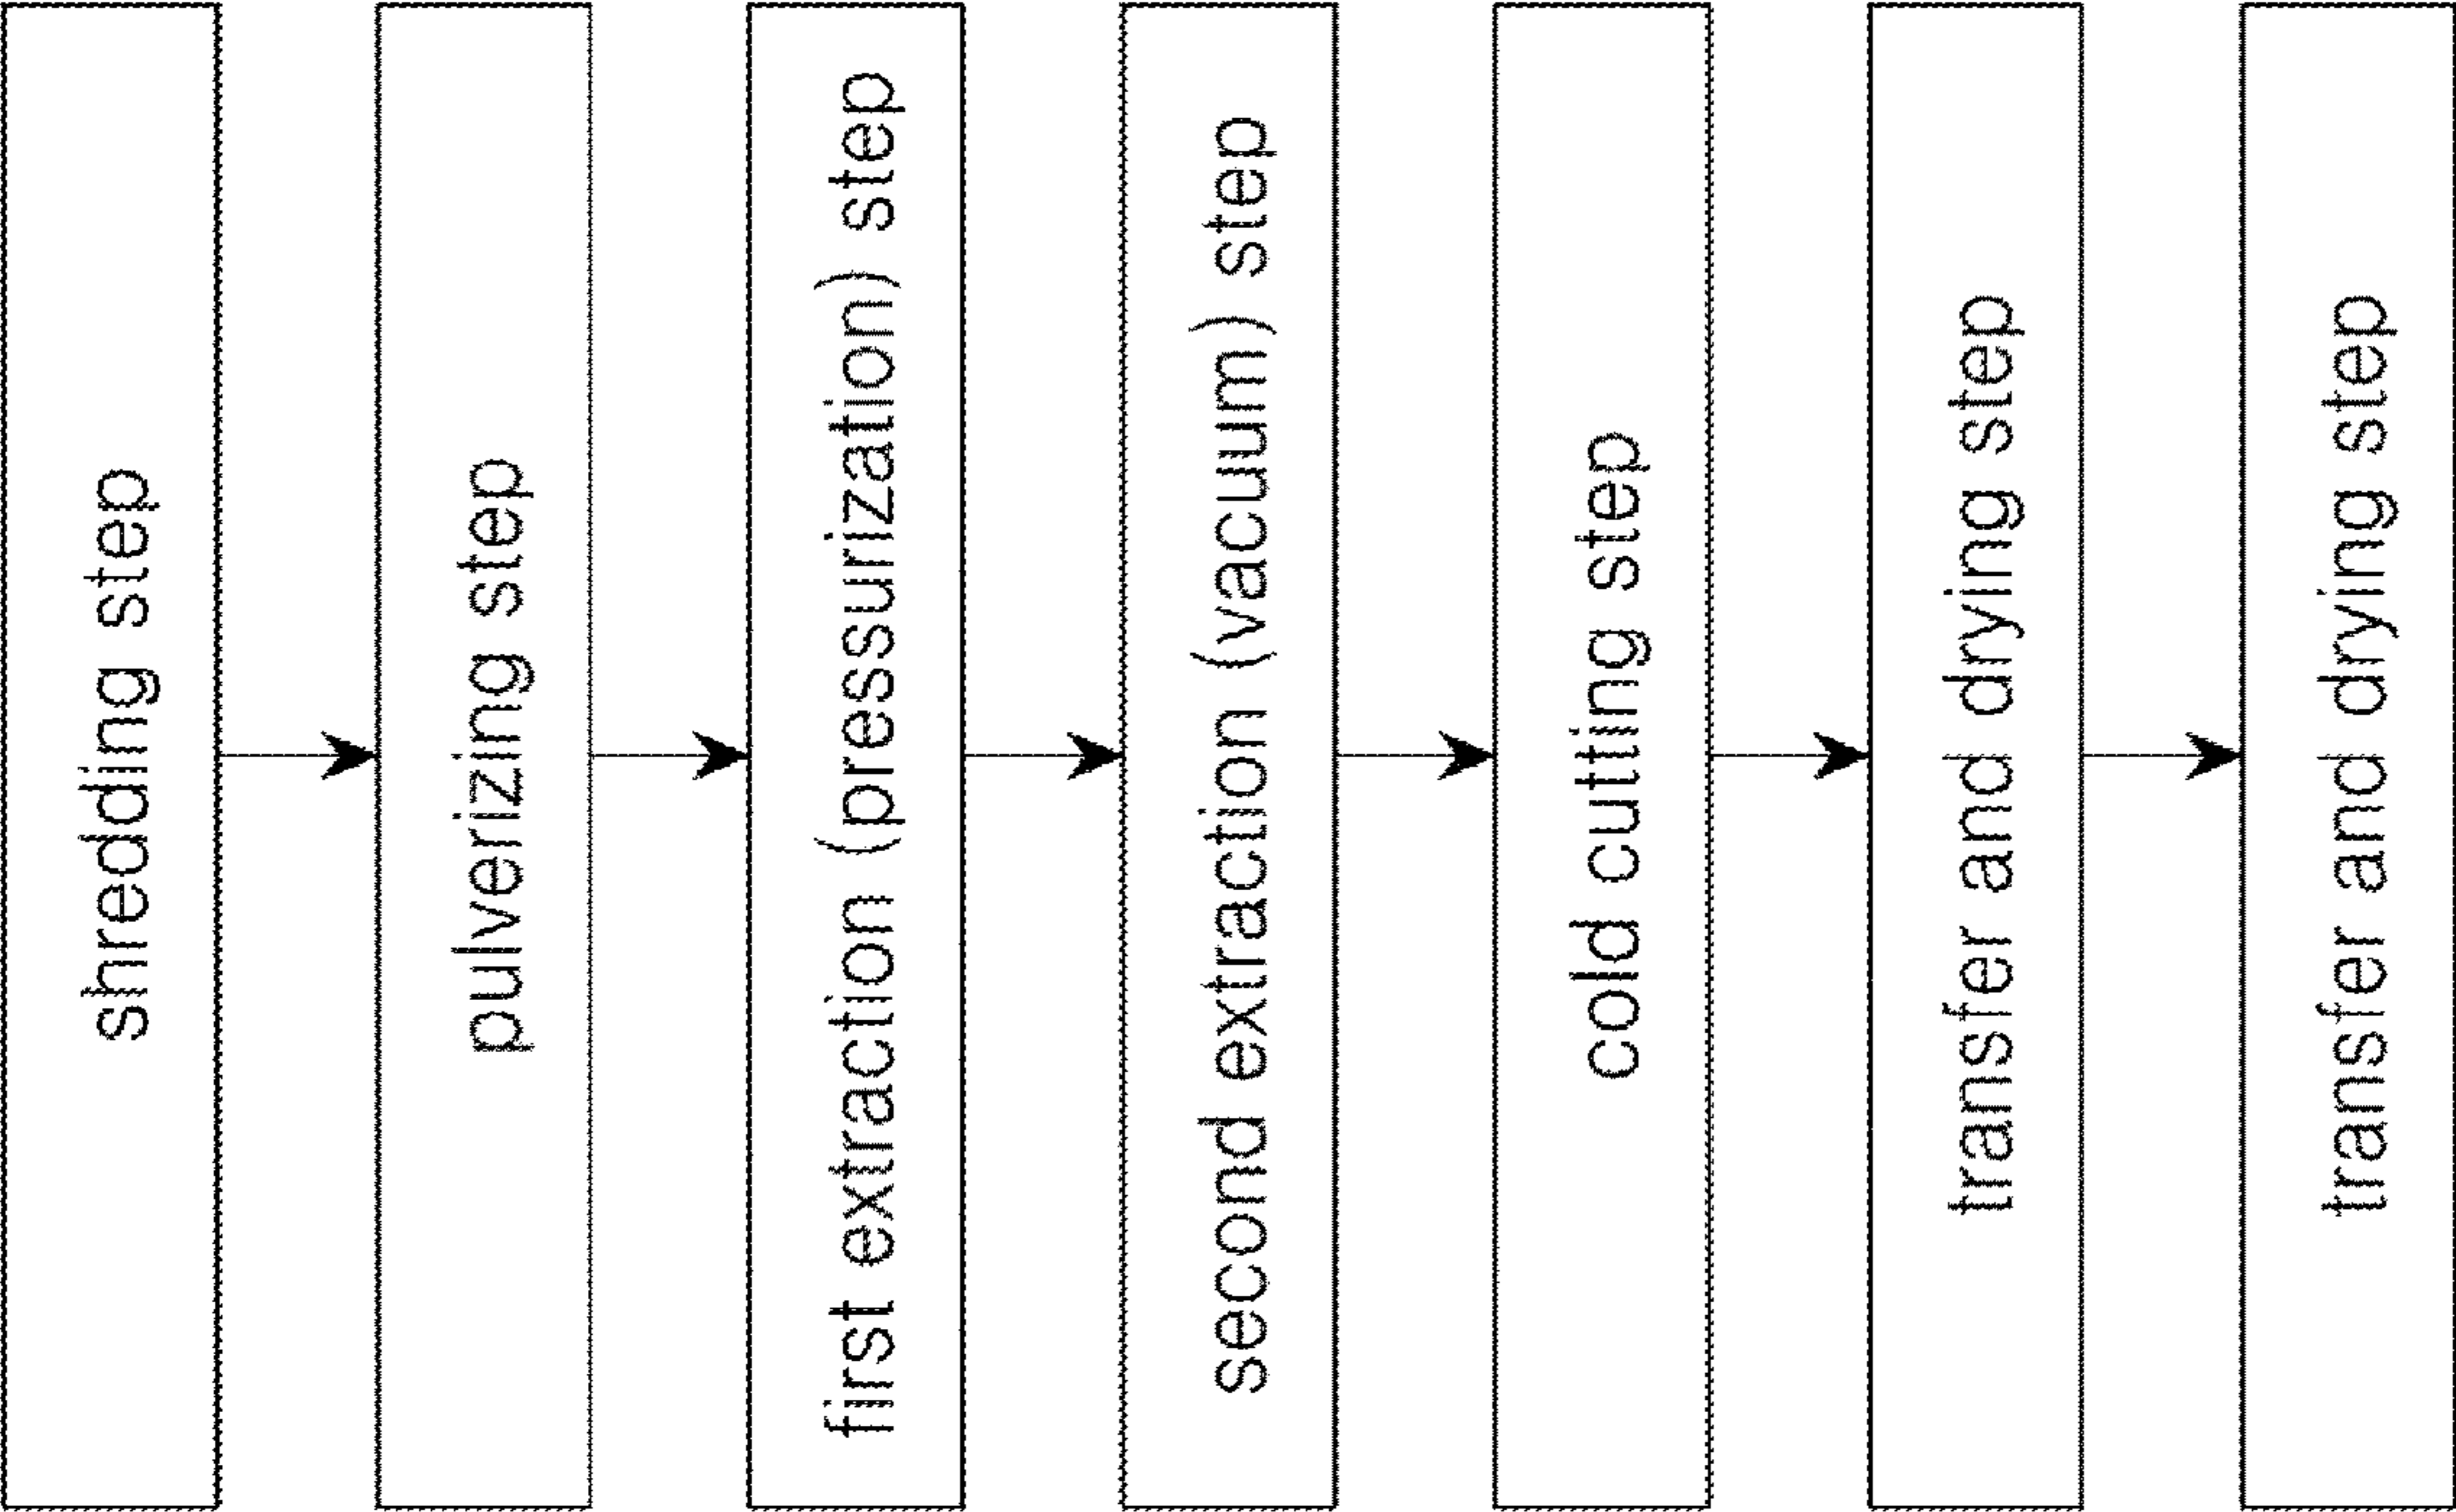 shredding step
pulverizing step
first extraction (pressurization) step
second extraction (vacuum) step
cold cutting step
transfer and drying step
transfer and drying step